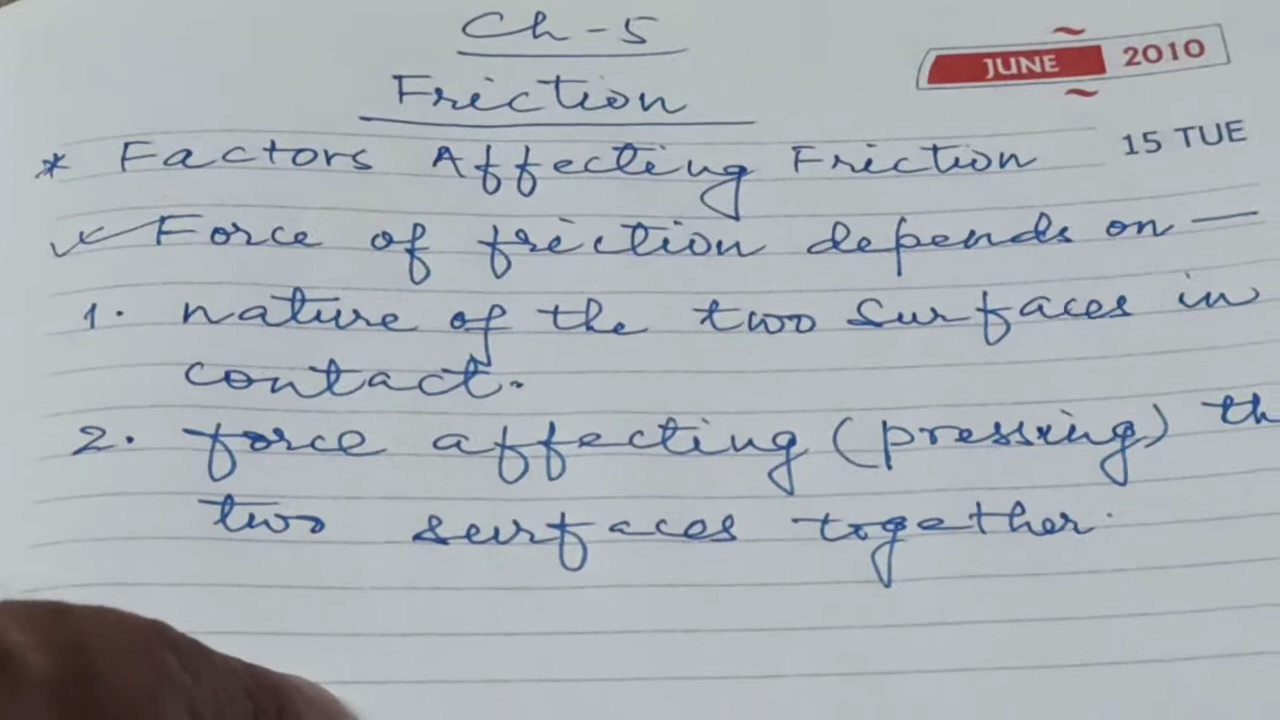 Ch-5
Friction
JUNE 2010
15 TUE
* Factors Affecting Friction
✓ Force of friction depends on —
1. nature of the two surfaces in
contact.
2. force affecting (pressing) th
two surfaces together.